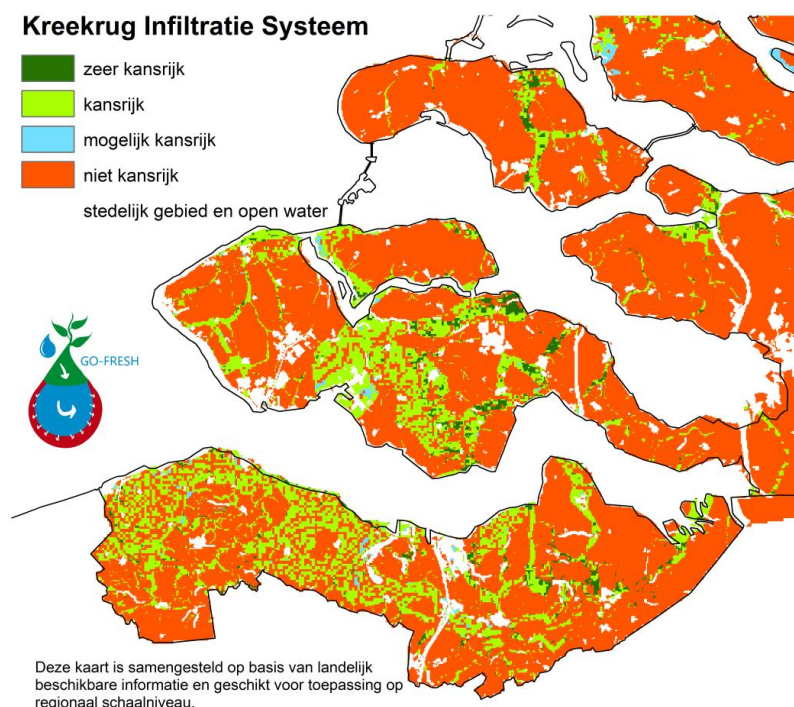 Kreekrug Infiltratie Systeem
zeer kansrijk
kansrijk
mogelijk kansrijk
niet kansrijk
stedelijk gebied en open water
GO-FRESH
Deze kaart is samengesteld op basis van landelijk
beschikbare informatie en geschikt voor toepassing op
regionaal schaalniveau.